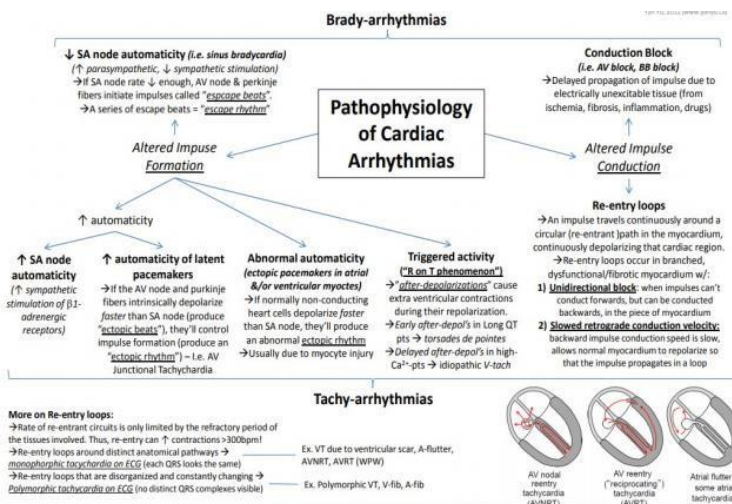 Brady-arrhythmias
↓ SA node automaticity (i.e. sinus bradycardia)
(↑ parasympathetic, ↓ sympathetic stimulation)
→If SA node rate ↓ enough, AV node & perkinje
fibers initiate impulses called "espcape beats".
→A series of escape beats = "escape rhythm"
Conduction Block
(i.e. AV block, BB block)
→Delayed propagation of impulse due to
electrically unexcitable tissue (from
ischemia, fibrosis, inflammation, drugs)
Pathophysiology
of Cardiac
Arrhythmias
Altered Impuse
Formation
Altered Impulse
Conduction
↑ automaticity
↑ SA node
automaticity
(↑ sympathetic
stimulation of β1-
adrenergic
receptors)
↑ automaticity of latent
pacemakers
→If the AV node and purkinje
fibers intrinsically depolarize
faster than SA node (produce
"ectopic beats"), they'll control
impulse formation (produce an
"ectopic rhythm") – I.e. AV
Junctional Tachychardia
Abnormal automaticity
(ectopic pacemakers in atrial
&/or ventricular myoctes)
→If normally non-conducting
heart cells depolarize faster
than SA node, they'll produce
an abnormal ectopic rhythm
→Usually due to myocyte injury
Triggered activity
("R on T phenomenon")
→"after-depolarizations" cause
extra ventricular contractions
during their repolarization.
→Early after-depol's in Long QT
pts → torsades de pointes
→Delayed after-depol's in high-
Ca²⁺-pts → idiopathic V-tach
Re-entry loops
→An impulse travels continuously around a
circular (re-entrant) path in the myocardium,
continuously depolarizing that cardiac region.
→Re-entry loops occur in branched,
dysfunctional/fibrotic myocardium w/:
1) Unidirectional block: when impulses can't
conduct forwards, but can be conducted
backwards, in the piece of myocardium
2) Slowed retrograde conduction velocity:
backward impulse conduction speed is slow,
allows normal myocardium to repolarize so
that the impulse propagates in a loop
Tachy-arrhythmias
More on Re-entry loops:
→Rate of re-entrant circuits is only limited by the refractory period of
the tissues involved. Thus, re-entry can ↑ contractions >300bpm!
→Re-entry loops around distinct anatomical pathways →
monophorphic tacychardia on ECG (each QRS looks the same)
→Re-entry loops that are disorganized and constantly changing →
Polymorphic tachycardia on ECG (no distinct QRS complexes visible)
Ex. VT due to ventricular scar, A-flutter,
AVNRT, AVRT (WPW)
Ex. Polymorphic VT, V-fib, A-fib
AV nodal
reentry
tachycardia
(AVNRT)
AV reentry
("reciprocating")
tachycardia
(AVRT)
Atrial flutter
some atrial
tachycardia